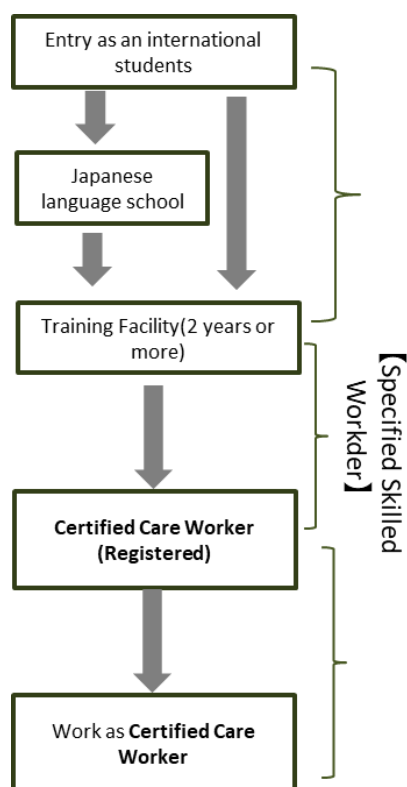 Entry as an international
students
Japanese
language school
Training Facility(2 years or
more)
【Specified Skilled
Workder】
Certified Care Worker
(Registered)
Work as Certified Care
Worker